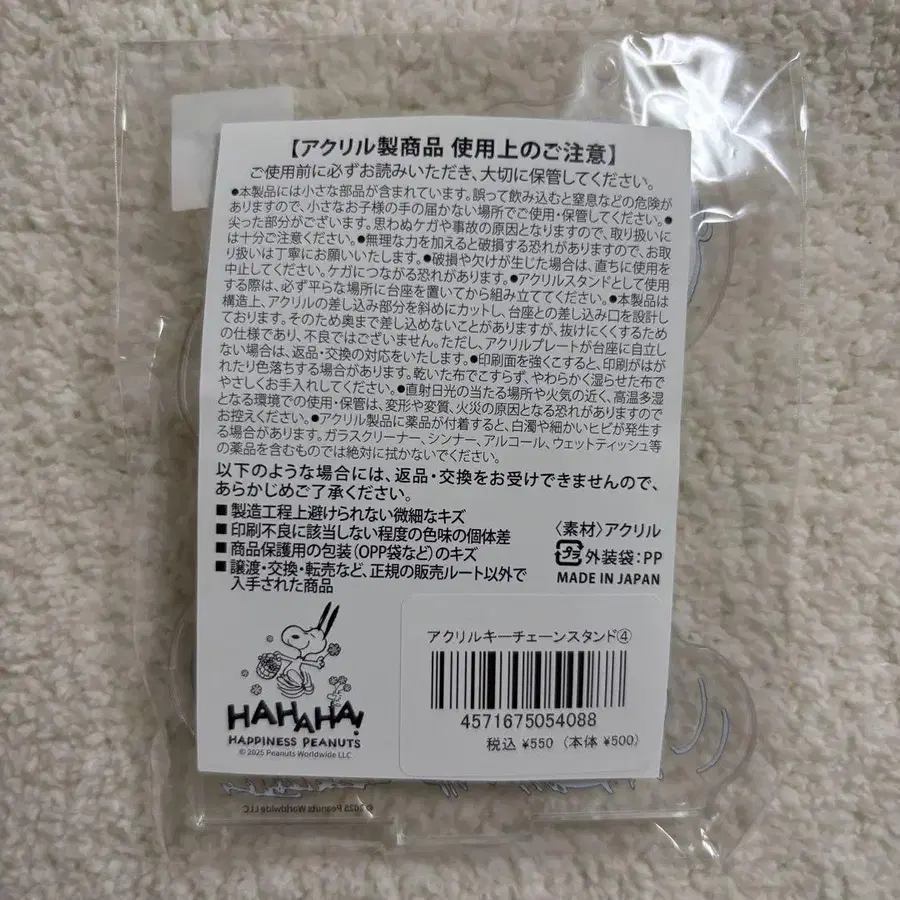 【アクリル製商品 使用上のご注意】
ご使用前に必ずお読みいただき、大切に保管してください。
●本製品には小さな部品が含まれています。誤って飲み込むと窒息などの危険が
ありますので、小さなお子様の手の届かない場所でご使用・保管してください。●
尖った部分がございます。思わぬケガや事故の原因となりますので、取り扱いに
は十分ご注意ください。●無理な力を加えると破損する恐れがありますので、お取
り扱いは丁寧にお願いいたします。●破損や欠けが生じた場合は、直ちに使用を
中止してください。ケガにつながる恐れがあります。●アクリルスタンドとして使用
する際は、必ず平らな場所に台座を置いてから組み立ててください。●本製品は
構造上、アクリルの差し込み部分を斜めにカットし、台座との差し込み口を設計し
ております。そのため奥まで差し込めないことがありますが、抜けにくくするため
の仕様であり、不良ではございません。ただし、アクリルプレートが台座に自立し
ない場合は、返品・交換の対応をいたします。●印刷面を強くこすると、印刷がはが
れたり色落ちする場合があります。乾いた布でこすらず、やわらかく湿らせた布で
やさしくお手入れしてください。●直射日光の当たる場所や火気の近く、高温多湿
となる環境での使用・保管は、変形や変質、火災の原因となる恐れがありますので
お控えください。●アクリル製品に薬品が付着すると、白濁や細かいヒビが発生す
る場合があります。ガラスクリーナー、シンナー、アルコール、ウェットティッシュ等
の薬品を含むものでは絶対に拭かないでください。
以下のような場合には、返品・交換をお受けできませんので、
あらかじめご了承ください。
■製造工程上避けられない微細なキズ
■印刷不良に該当しない程度の色味の個体差
■商品保護用の包装(OPP袋など)のキズ
■譲渡・交換・転売など、正規の販売ルート以外で
入手された商品
〈素材〉アクリル
プラ 外装袋:PP
MADE IN JAPAN
HAHAHA!
HAPPINESS PEANUTS
© 2025 Peanuts Worldwide LLC
アクリルキーチェーンスタンド④
4571675054088
税込 ¥550 (本体 ¥500)
© 2025 Peanuts Worldwide LLC